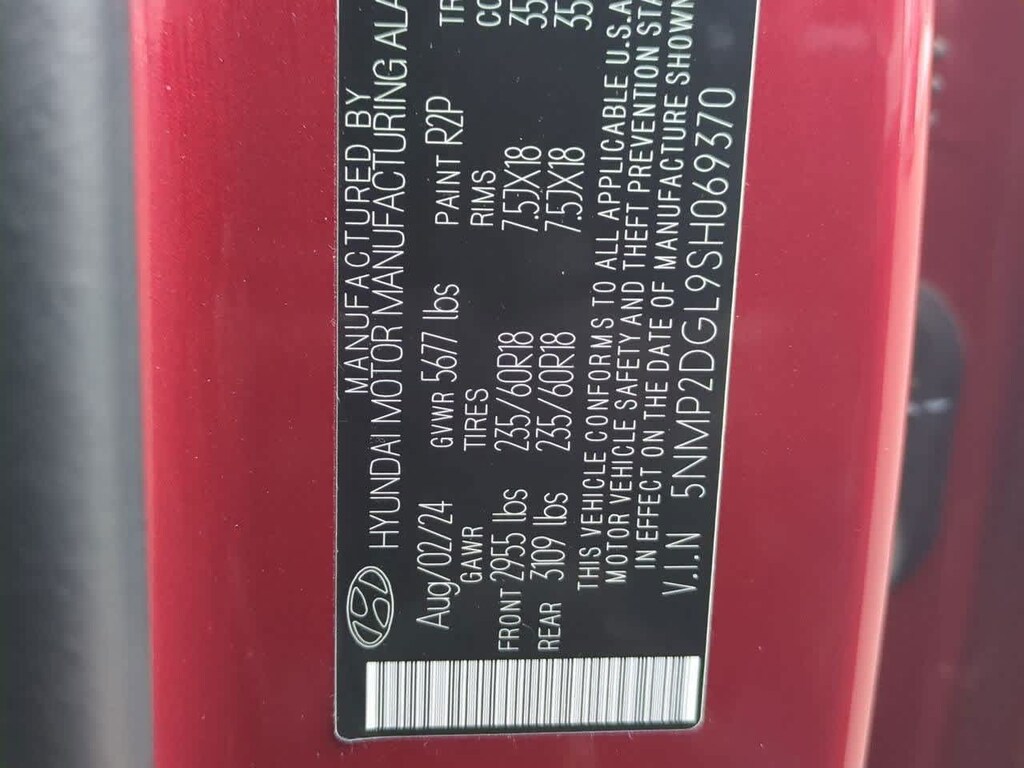 MANUFACTURED BY
HYUNDAI MOTOR MANUFACTURING
Aug/02/24 GVWR 5677 lbs PAINT R2P
GAWR TIRES RIMS
FRONT 2955 lbs 235/60R18 7.5JX18 35
REAR 3109 lbs 235/60R18 7.5JX18 35
THIS VEHICLE CONFORMS TO ALL APPLICABLE U.S.A
MOTOR VEHICLE SAFETY AND THEFT PREVENTION
IN EFFECT ON THE DATE OF MANUFACTURE SHOWN
V.I.N 5NMP2DGL9SH069370